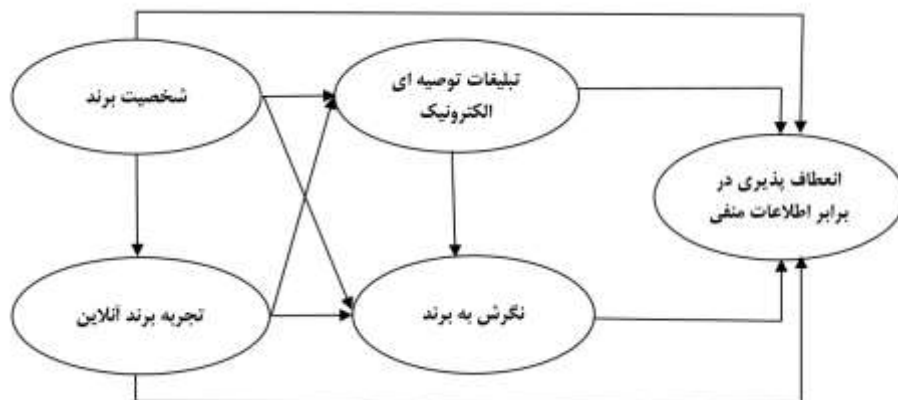 شخصیت برند
تبلیغات توصیه ای
الکترونیک
انعطاف پذیری در
برابر اطلاعات منفی
تجربه برند آنلاین
نگرش به برند